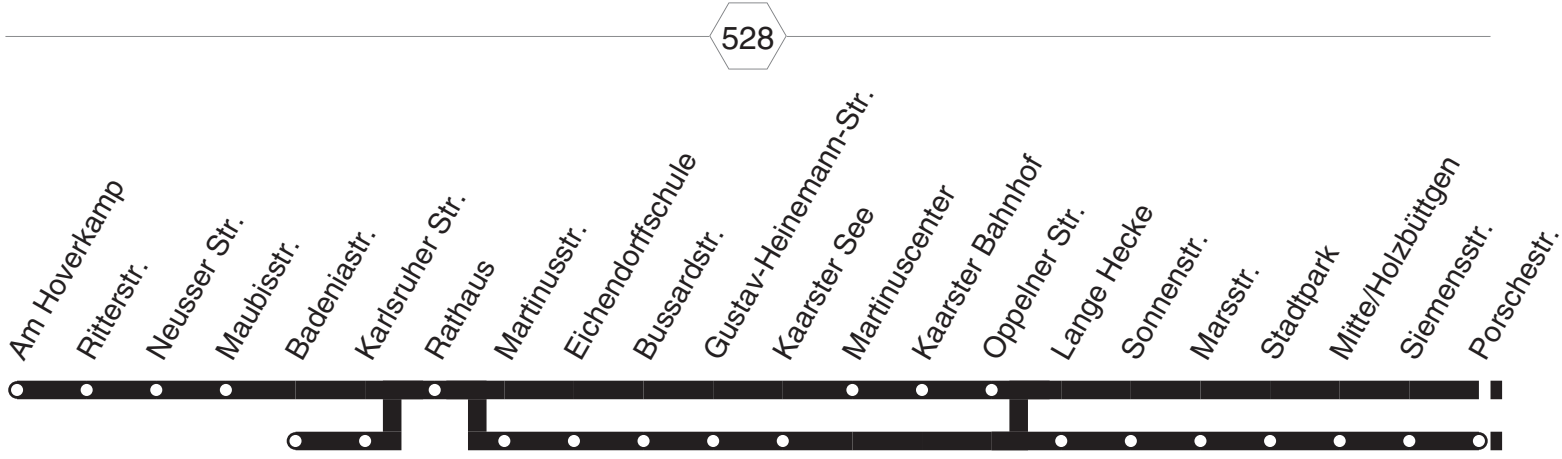 528
Am Hoverkamp
Ritterstr.
Neusser Str.
Maubisstr.
Badeniastr.
Karlsruher Str.
Rathaus
Martinusstr.
Eichendorffschule
Bussardstr.
Gustav-Heinemann-Str.
Kaarster See
Martinuscenter
Kaarster Bahnhof
Oppelner Str.
Lange Hecke
Sonnenstr.
Marsstr.
Stadtpark
Mitte/Holzbüttgen
Siemensstr.
Porschestr.